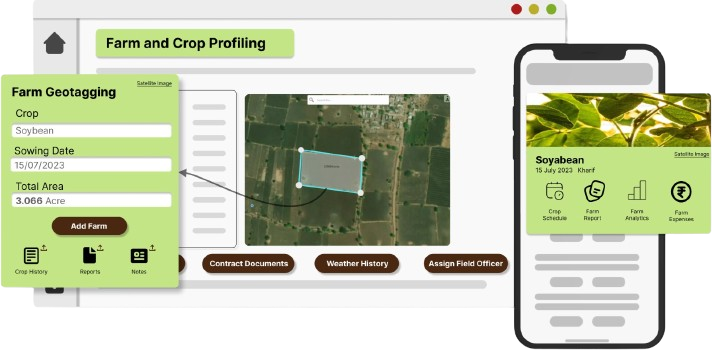 Farm and Crop Profiling
Satellite Image
Farm Geotagging
Crop
Soybean
Sowing Date
15/07/2023
Total Area
3.066 Acre
Add Farm
Crop History
Reports
Notes
Contract Documents
Weather History
Assign Field Officer
Soyabean
Satellite Image
15 July 2023 Kharif
Crop
Schedule
Farm
Report
Farm
Analytics
Farm
Expenses